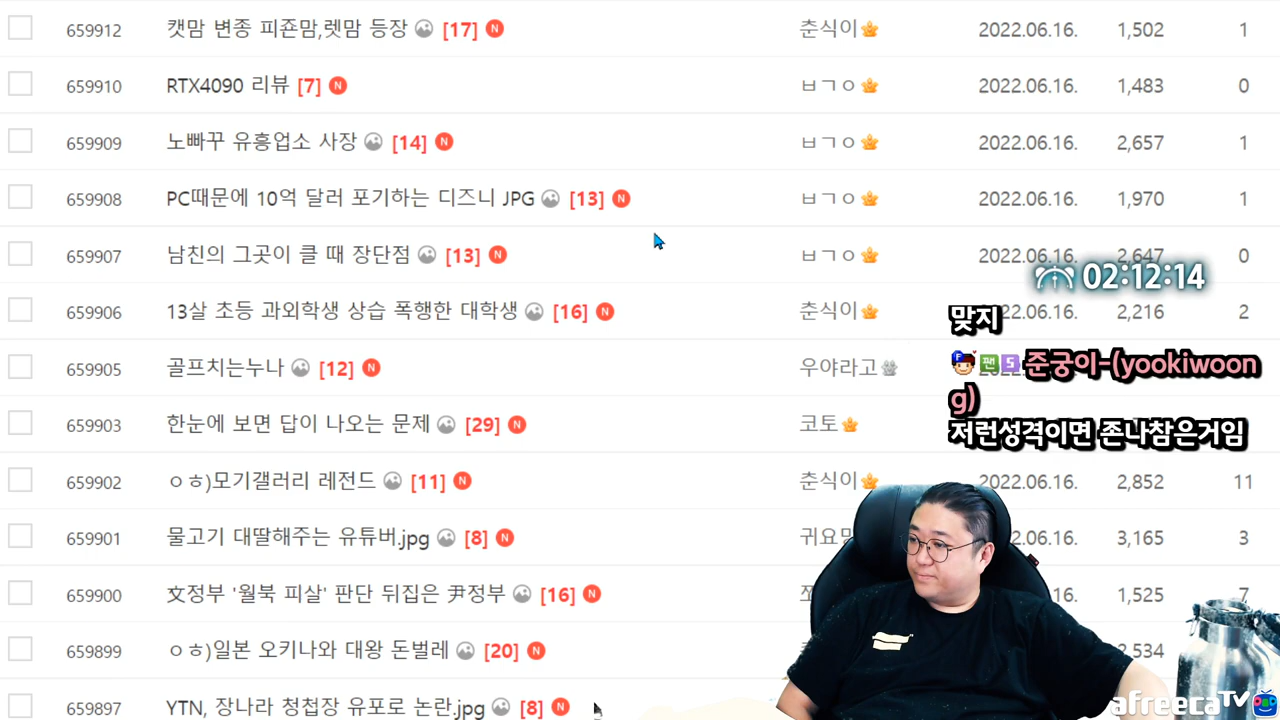 659912 캣맘 변종 피죤맘,렛맘 등장 [17] N 춘식이 2022.06.16. 1,502 1
659910 RTX4090 리뷰 [7] N ㅂㄱㅇ 2022.06.16. 1,483 0
659909 노빠꾸 유흥업소 사장 [14] N ㅂㄱㅇ 2022.06.16. 2,657 1
659908 PC때문에 10억 달러 포기하는 디즈니 JPG [13] N ㅂㄱㅇ 2022.06.16. 1,970 1
659907 남친의 그곳이 클 때 장단점 [13] N ㅂㄱㅇ 2022.06.16. 2,647 0
02:12:14
659906 13살 초등 과외학생 상습 폭행한 대학생 [16] N 춘식이 2022.06.16. 2,216 2
맞지
659905 골프치는누나 [12] N 우야라고
F 팬 5 준궁이-(yookiwoon
g)
659903 한눈에 보면 답이 나오는 문제 [29] N 코토
저런성격이면 존나참은거임
659902 ㅇㅎ)모기갤러리 레전드 [11] N 춘식이 2022.06.16. 2,852 11
659901 물고기 대딸해주는 유튜버.jpg [8] N 귀요 06.16. 3,165 3
659900 文정부 '월북 피살' 판단 뒤집은 尹정부 [16] N 16. 1,525 7
659899 ㅇㅎ)일본 오키나와 대왕 돈벌레 [20] N 2,534
659897 YTN, 장나라 청첩장 유포로 논란.jpg [8] N
afreecaTV